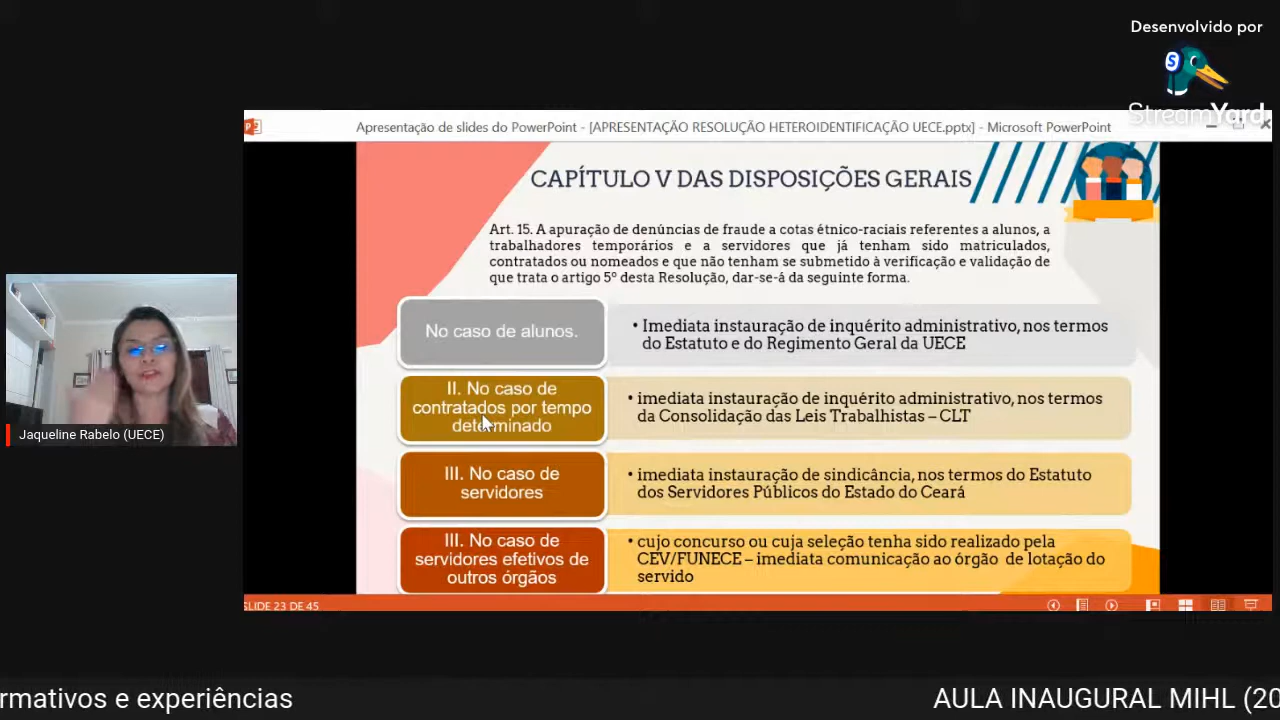 Desenvolvido por
StreamYard
Apresentação de slides do PowerPoint - [APRESENTAÇÃO RESOLUÇÃO HETEROIDENTIFICAÇÃO UECE.pptx] - Microsoft PowerPoint
CAPÍTULO V DAS DISPOSIÇÕES GERAIS
Art. 15. A apuração de denúncias de fraude a cotas étnico-raciais referentes a alunos, a
trabalhadores temporários e a servidores que já tenham sido matriculados,
contratados ou nomeados e que não tenham se submetido à verificação e validação de
que trata o artigo 5º desta Resolução, dar-se-á da seguinte forma.
No caso de alunos.
• Imediata instauração de inquérito administrativo, nos termos
do Estatuto e do Regimento Geral da UECE
II. No caso de
contratados por tempo
determinado
• imediata instauração de inquérito administrativo, nos termos
da Consolidação das Leis Trabalhistas – CLT
III. No caso de
servidores
• imediata instauração de sindicância, nos termos do Estatuto
dos Servidores Públicos do Estado do Ceará
III. No caso de
servidores efetivos de
outros órgãos
• cujo concurso ou cuja seleção tenha sido realizado pela
CEV/FUNECE – imediata comunicação ao órgão de lotação do
servido
Jaqueline Rabelo (UECE)
SLIDE 23 DE 45
rmativos e experiências
AULA INAUGURAL MIHL (20